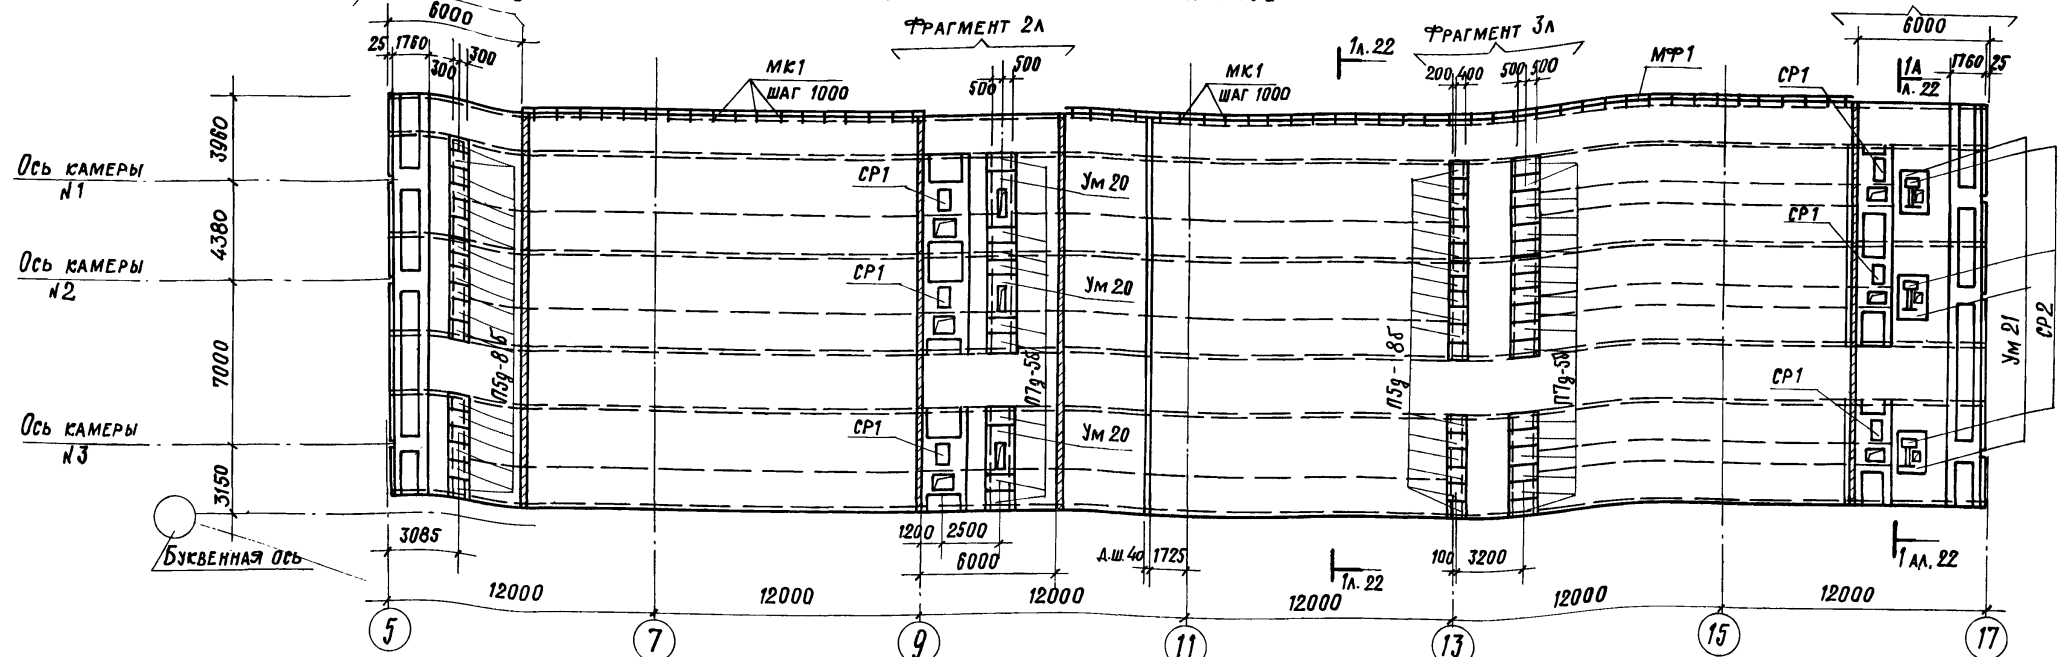 6000
ФРАГМЕНТ 2Л
ФРАГМЕНТ 3Л
6000
25 1760
300 300
МК1
ШАГ 1000
500 500
МК1
ШАГ 1000
1Л.22
200 400 500 500
МФ1
СР1
1А
Л.22
1760 25
3960
4380
7000
3150
ОСЬ КАМЕРЫ
N1
ОСЬ КАМЕРЫ
N2
ОСЬ КАМЕРЫ
N3
СР1
УМ 20
СР1
СР1
УМ 20
СР1
УМ 20
СР1
П5д-8б
П7д-5б
П5д-8б
П7д-5б
УМ 21
СР2
БУКВЕННАЯ ОСЬ
3085
1200 2500
6000
Д.Ш.40 1725
1Л.22
100 3200
1 АЛ. 22
12000 12000 12000 12000 12000 12000
5 7 9 11 13 15 17